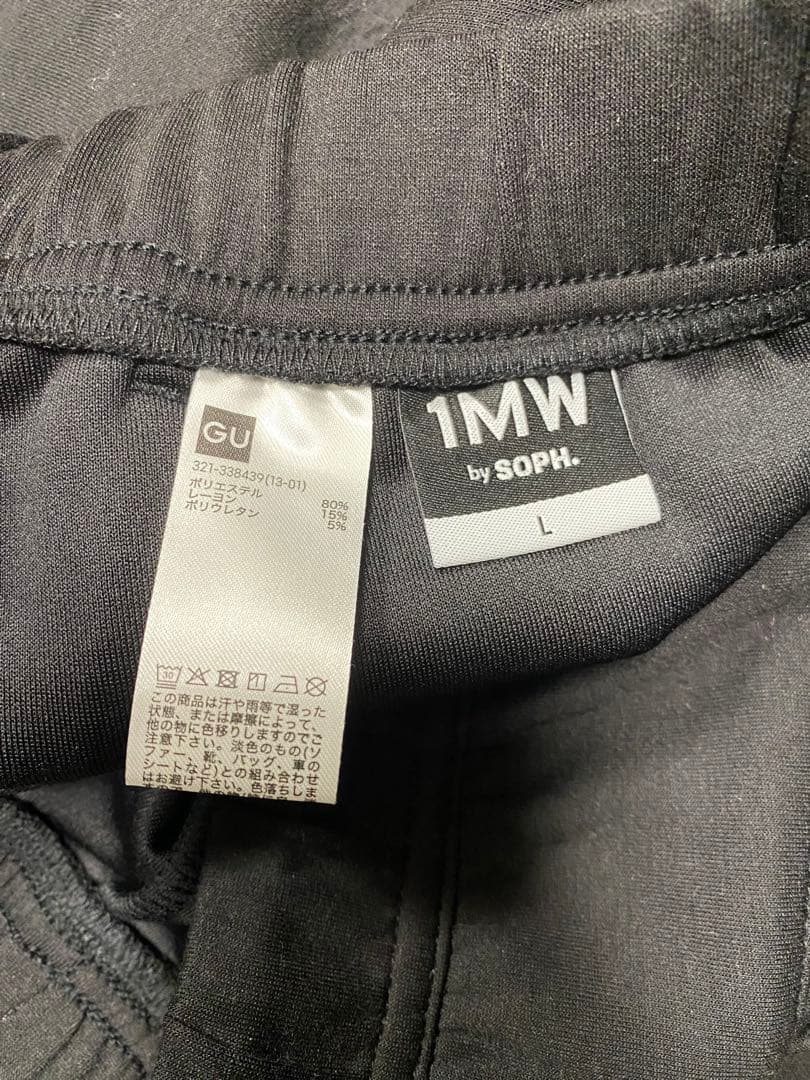 GU
321-338439(13-01)
ポリエステル 80%
レーヨン 15%
ポリウレタン 5%
30
この商品は汗や雨等で湿った
状態、または摩擦によって、
他の物に色移りしますのでご
注意下さい。淡色のもの(ソ
ファー、靴、バッグ、車の
シートなど)との組み合わせ
はお避け下さい。色落ちしま
すので、
1MW
by SOPH.
L